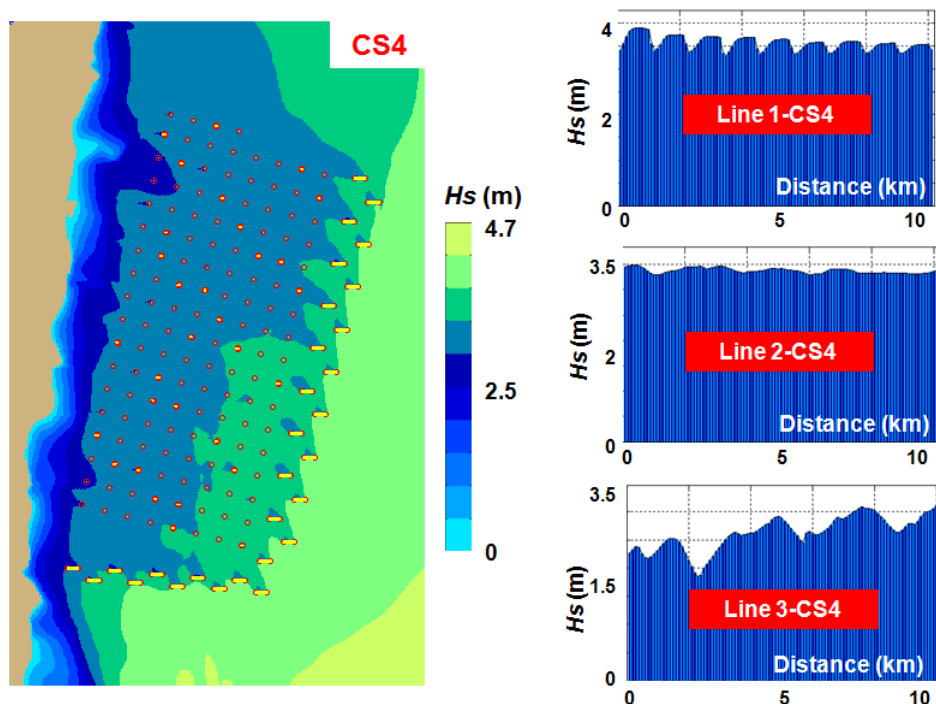 CS4
Hs (m)
4.7
2.5
0
4
2
0
Hs (m)
Line 1-CS4
Distance (km)
0
5
10
3.5
2
0
Hs (m)
Line 2-CS4
Distance (km)
0
5
10
3.5
1.5
0
Hs (m)
Line 3-CS4
Distance (km)
0
5
10